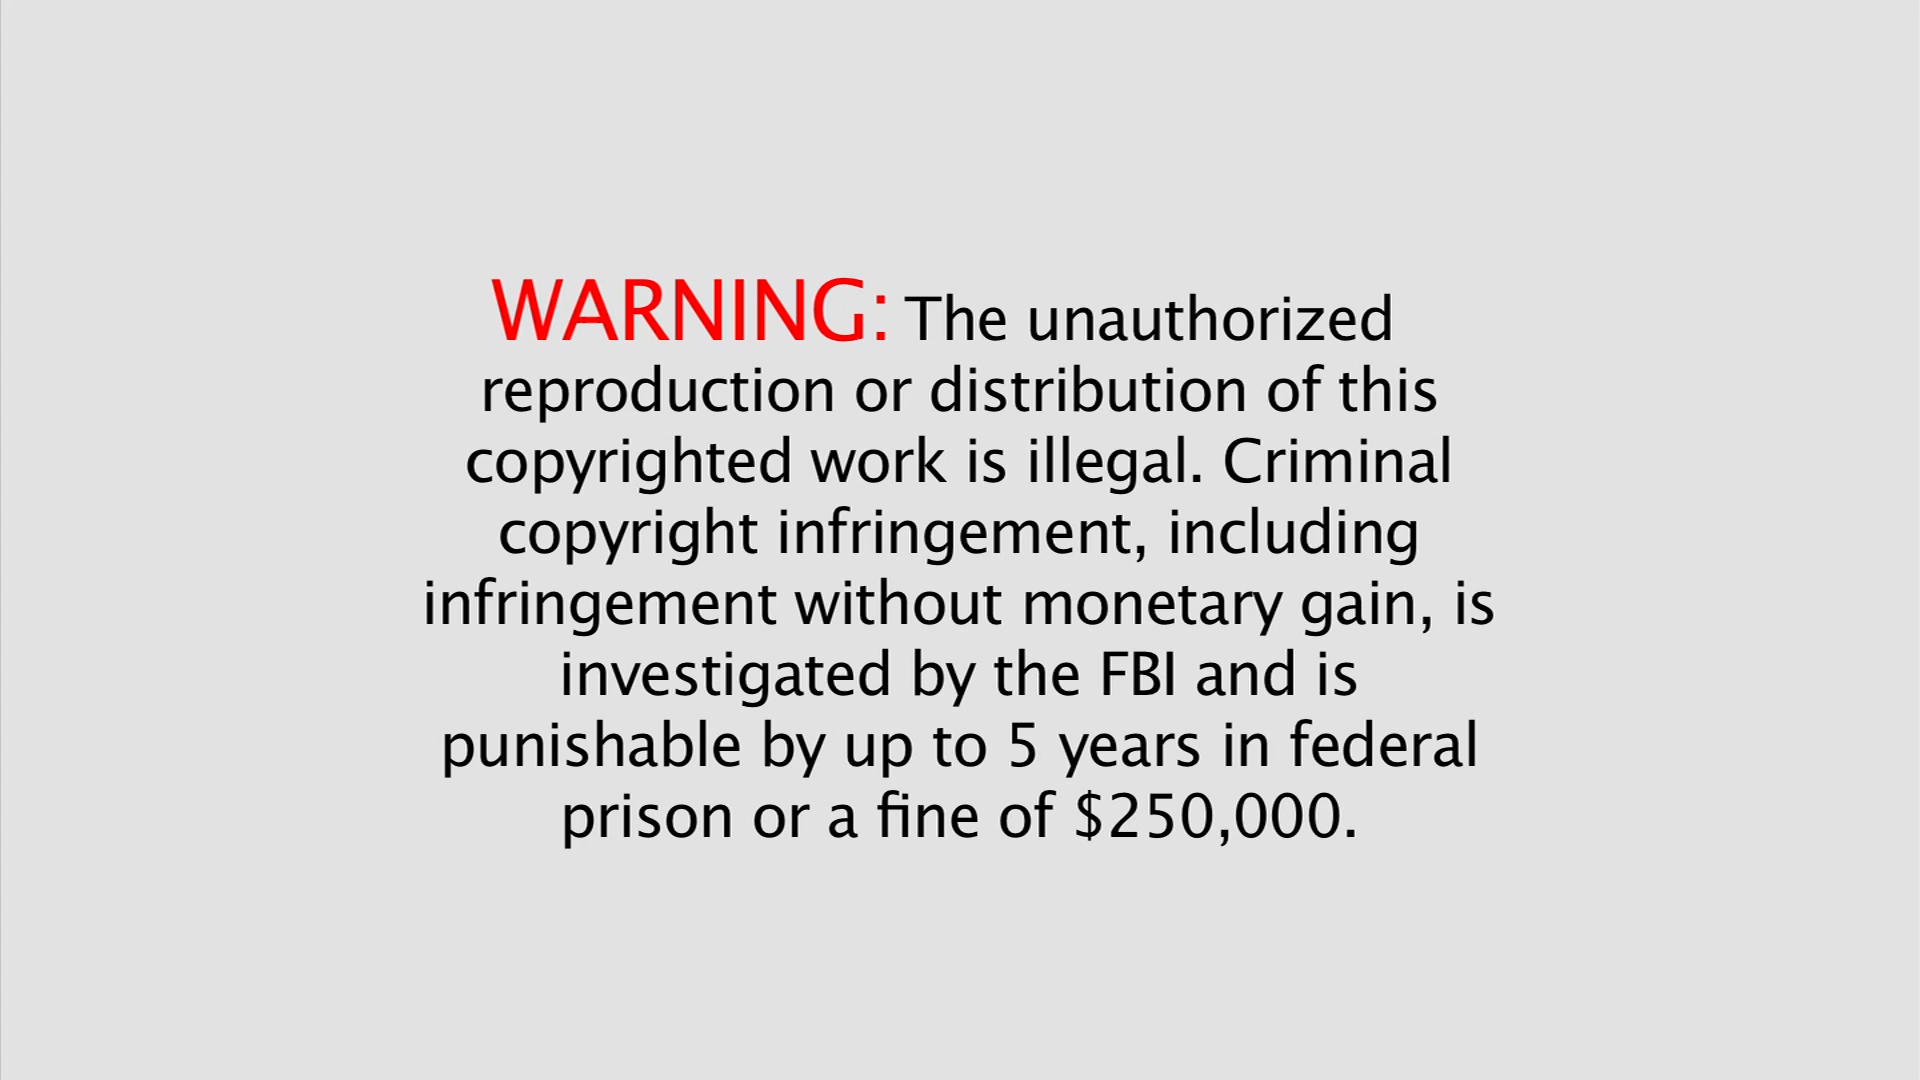 WARNING: The unauthorized
reproduction or distribution of this
copyrighted work is illegal. Criminal
copyright infringement, including
infringement without monetary gain, is
investigated by the FBI and is
punishable by up to 5 years in federal
prison or a fine of $250,000.